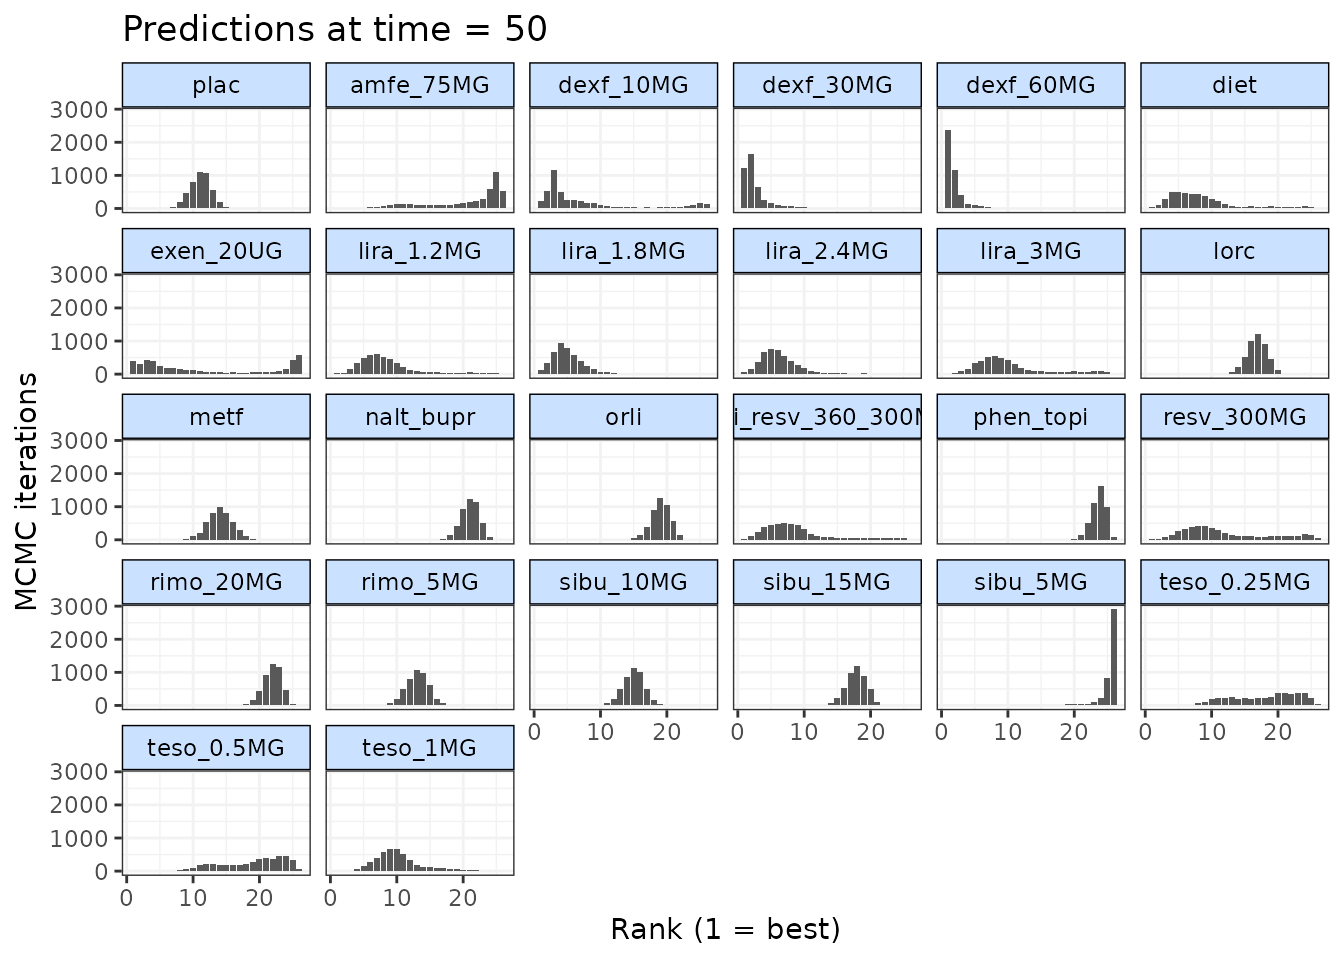 Predictions at time = 50
plac amfe_75MG dexf_10MG dexf_30MG dexf_60MG diet
3000
2000
1000
0
exen_20UG lira_1.2MG lira_1.8MG lira_2.4MG lira_3MG lorc
3000
2000
1000
0
metf nalt_bupr orli i_resv_360_300 phen_topi resv_300MG
3000
2000
1000
0
rimo_20MG rimo_5MG sibu_10MG sibu_15MG sibu_5MG teso_0.25MG
3000
2000
1000
0
0 10 20 0 10 20 0 10 20 0 10 20
teso_0.5MG teso_1MG
3000
2000
1000
0
0 10 20 0 10 20
MCMC iterations
Rank (1 = best)